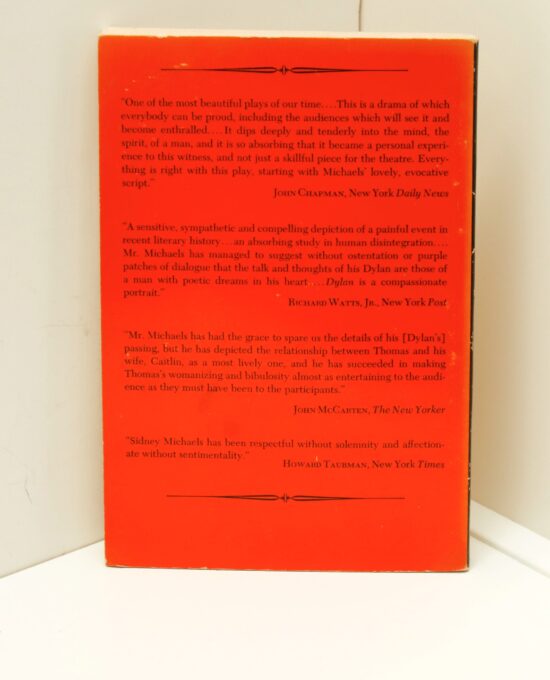 "One of the most beautiful plays of our time....This is a drama of which
everybody can be proud, including the audiences which will see it and
become enthralled....It dips deeply and tenderly into the mind, the
spirit, of a man, and it is so absorbing that it became a personal experi-
ence to this witness, and not just a skillful piece for the theatre. Every-
thing is right with this play, starting with Michaels' lovely, evocative
script."
JOHN CHAPMAN, New York Daily News
"A sensitive, sympathetic and compelling depiction of a painful event in
recent literary history...an absorbing study in human disintegration....
Mr. Michaels has managed to suggest without ostentation or purple
patches of dialogue that the talk and thoughts of his Dylan are those of
a man with poetic dreams in his heart ...Dylan is a compassionate
portrait."
RICHARD WATTS, JR., New York Post
"Mr. Michaels has had the grace to spare us the details of his [Dylan's]
passing, but he has depicted the relationship between Thomas and his
wife, Caitlin, as a most lively one, and he has succeeded in making
Thomas's womanizing and bibulosity almost as entertaining to the audi-
ence as they must have been to the participants."
JOHN MCCARTEN, The New Yorker
"Sidney Michaels has been respectful without solemnity and affection-
ate without sentimentality."
HOWARD TAUBMAN, New York Times